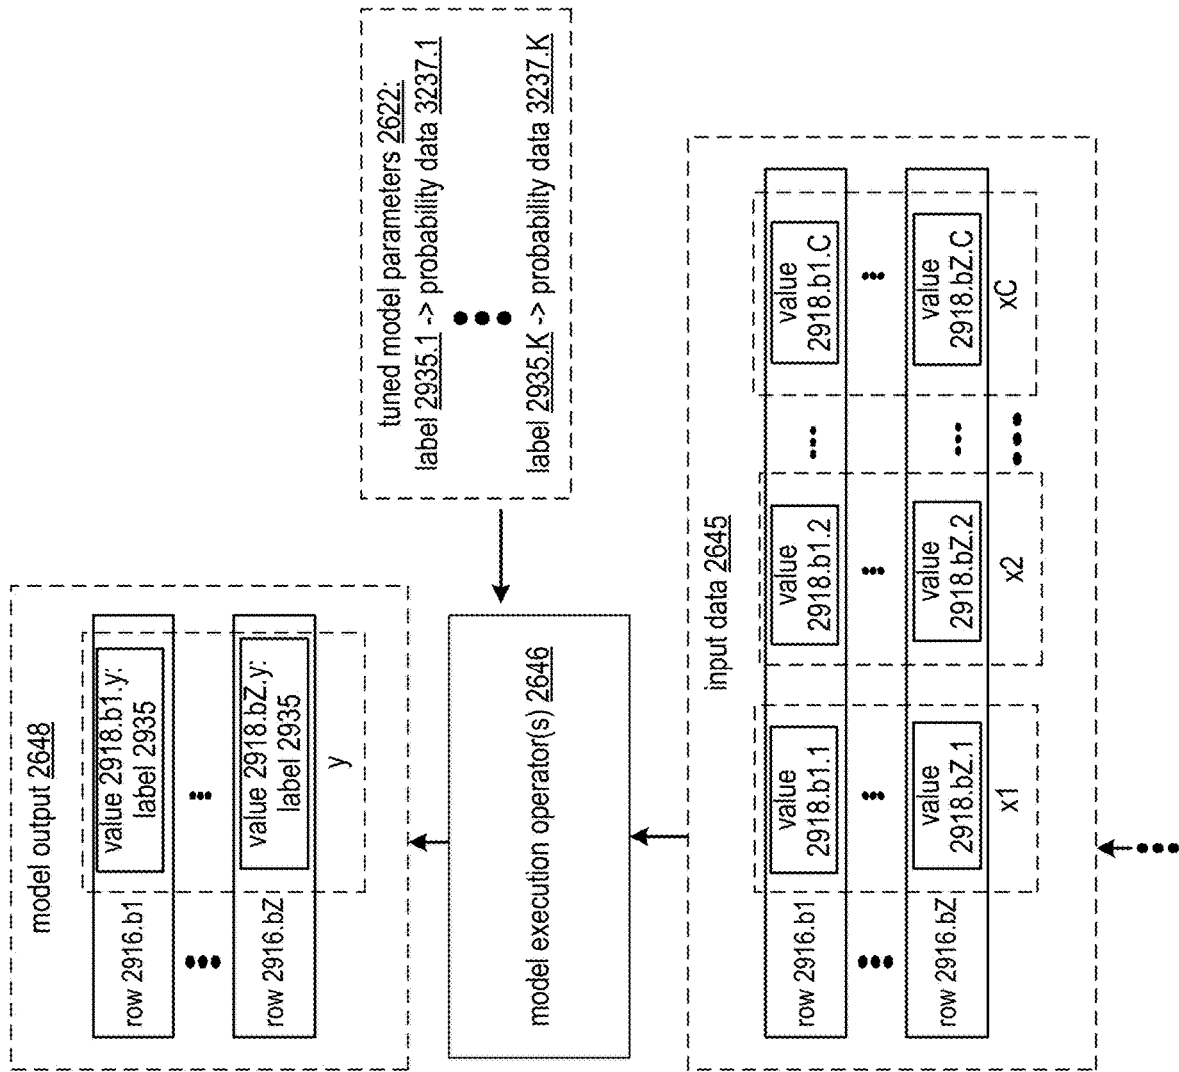 model output 2648
row 2916.b1
value 2918.b1.y:
label 2935
row 2916.bZ
value 2918.bZ.y:
label 2935
y
tuned model parameters 2622:
label 2935.1 -> probability data 3237.1
label 2935.K -> probability data 3237.K
model execution operator(s) 2646
input data 2645
row 2916.b1
value
2918.b1.1
value
2918.b1.2
value
2918.b1.C
row 2916.bZ
value
2918.bZ.1
value
2918.bZ.2
value
2918.bZ.C
x1
x2
xC